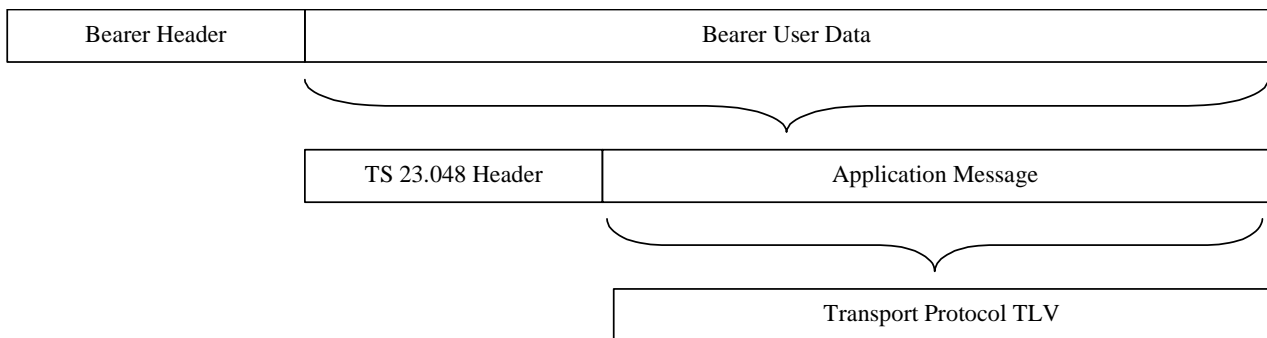 Bearer Header
Bearer User Data
TS 23.048 Header
Application Message
Transport Protocol TLV